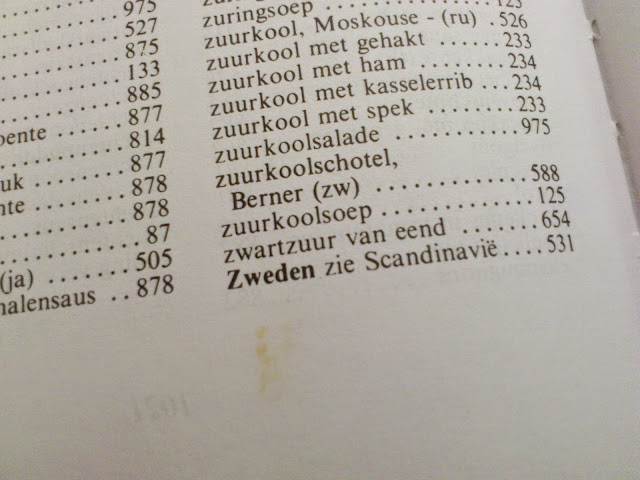 975
527
875
133
885
877
814
uk ........ 877
nte ........ 878
878
87
(ja) ....... 505
nalensaus .. 878
zuringsoep ............ 123
zuurkool, Moskouse - (ru) . 526
zuurkool met gehakt ...... 233
zuurkool met ham ....... 234
zuurkool met kasselerrib ... 234
zuurkool met spek ....... 233
zuurkoolsalade .......... 975
zuurkoolschotel,
Berner (zw) ............ 588
zuurkoolsoep ............ 125
zwartzuur van eend ....... 654
Zweden zie Scandinavië .... 531